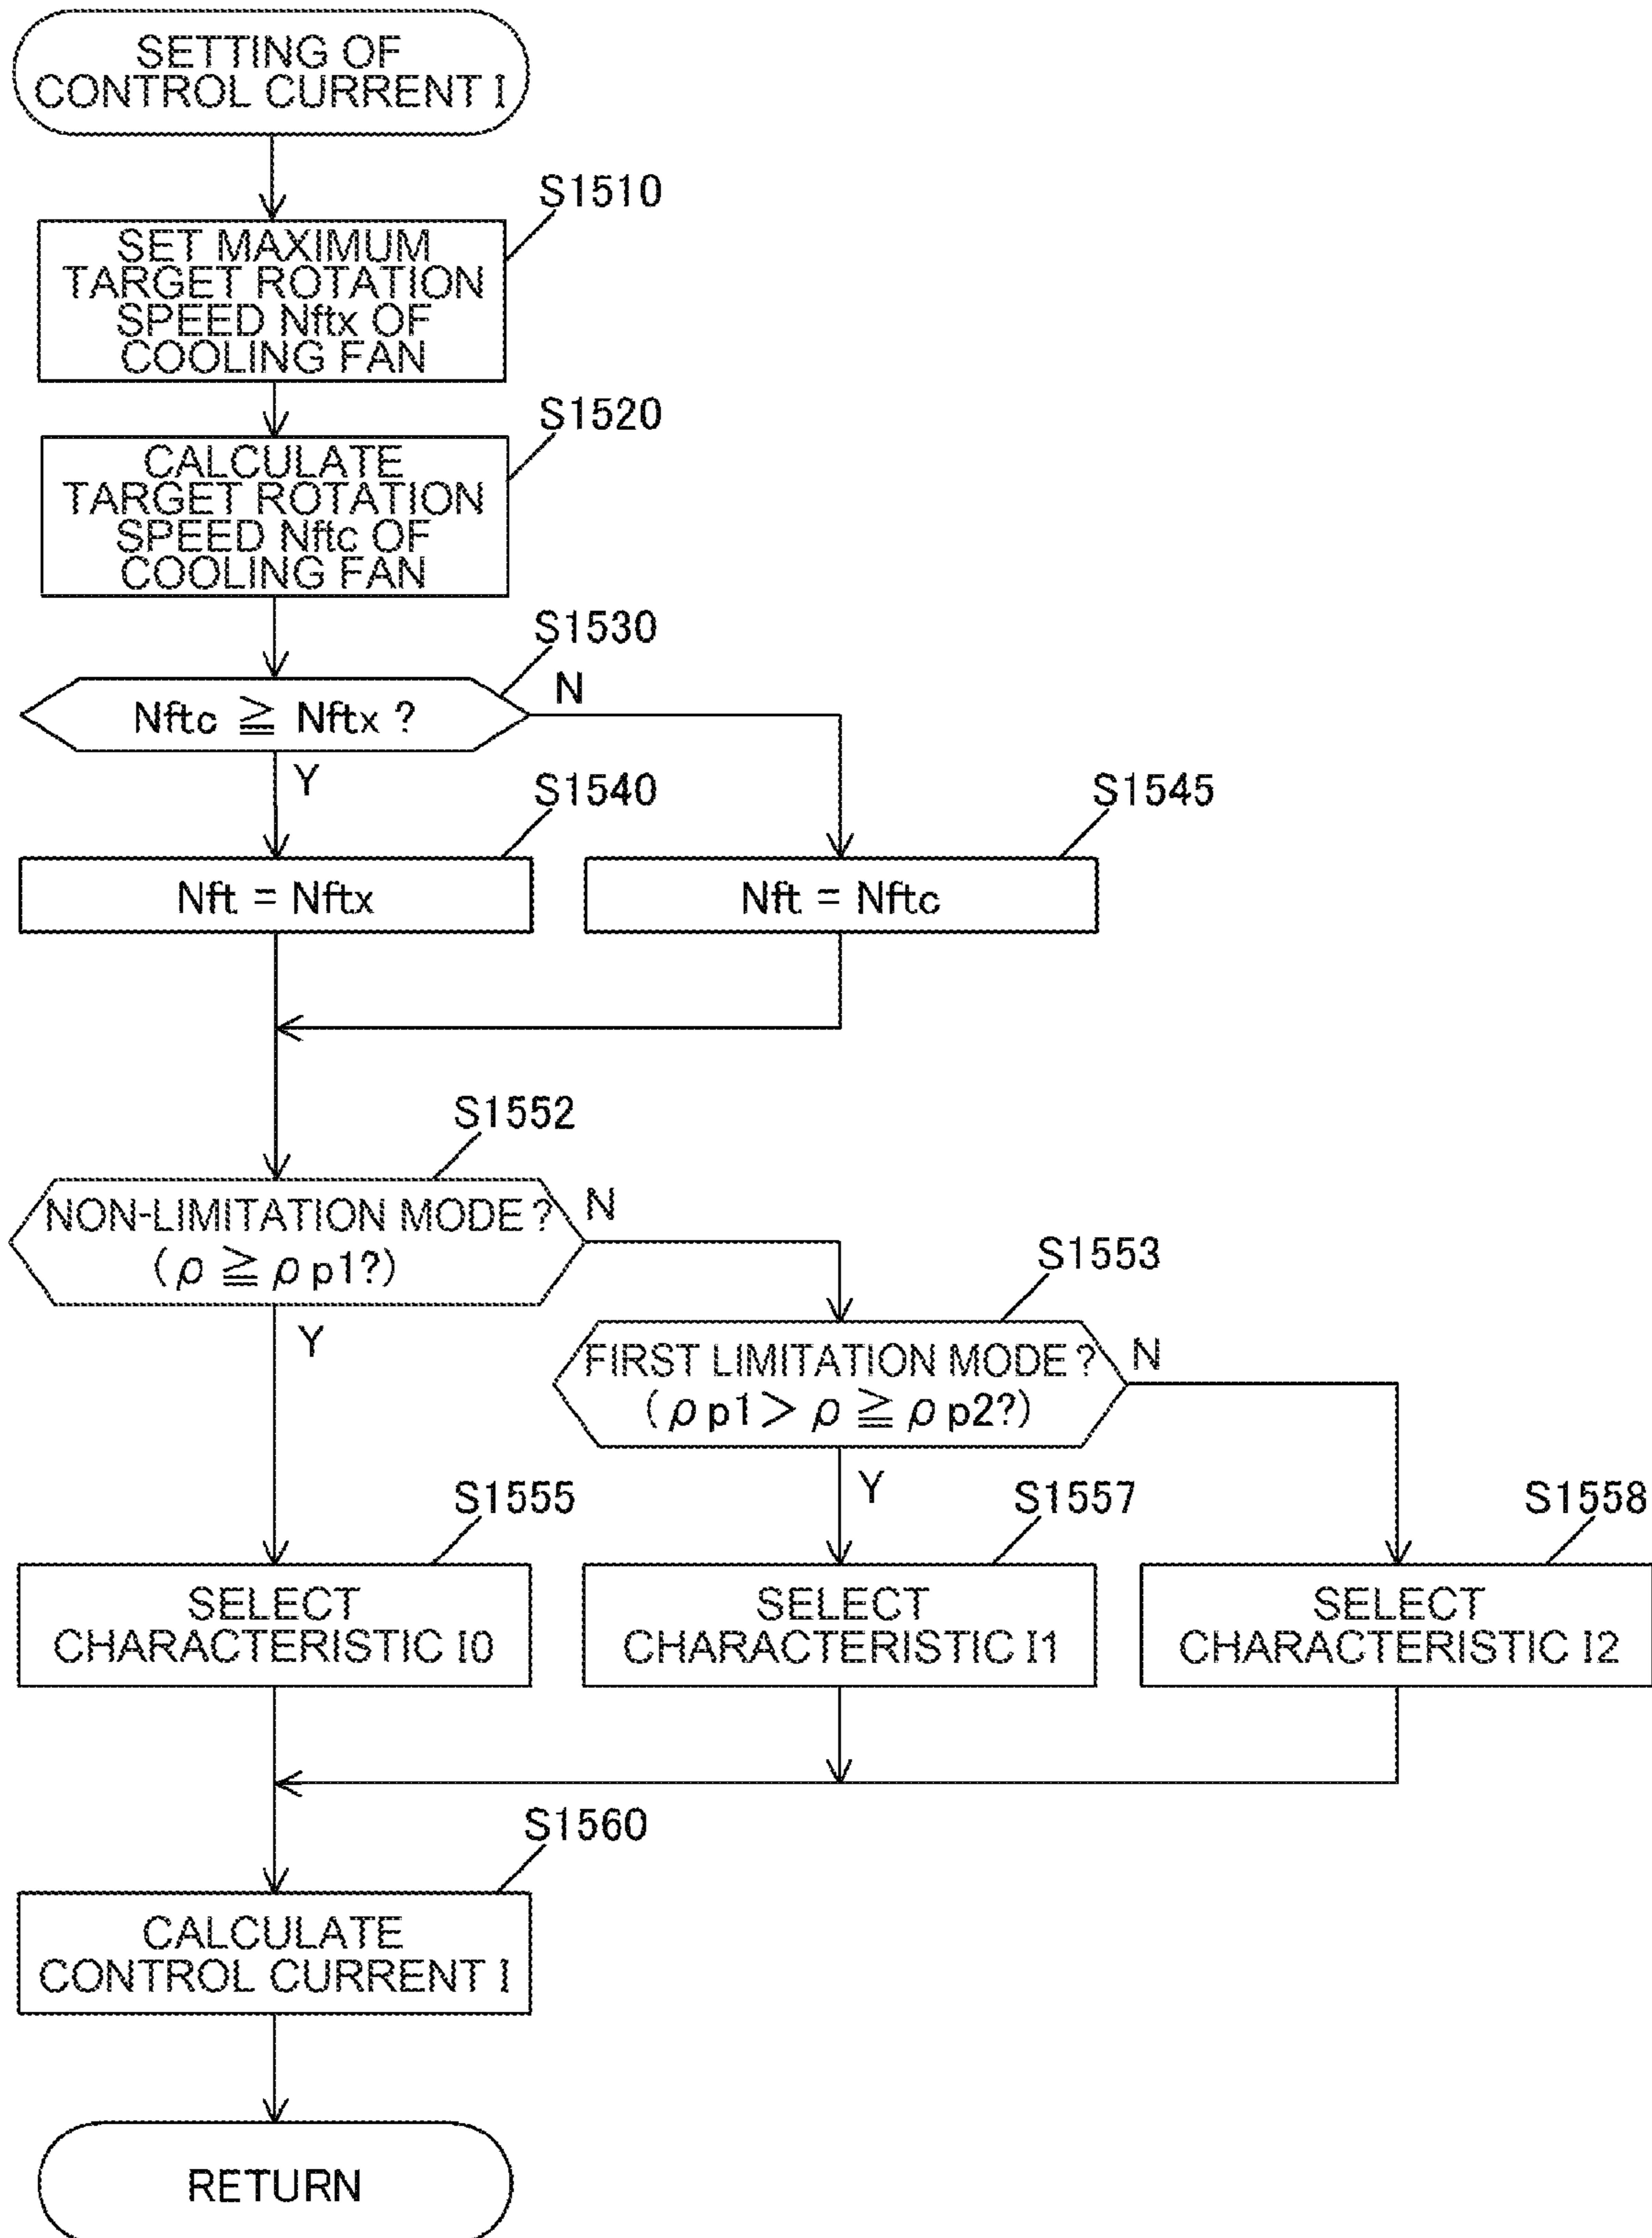 SETTING OF
CONTROL CURRENT I
S1510
SET MAXIMUM
TARGET ROTATION
SPEED Nftx OF
COOLING FAN
S1520
CALCULATE
TARGET ROTATION
SPEED Nftc OF
COOLING FAN
S1530
Nftc ≧ Nftx ?
N
Y
S1540
S1545
Nft = Nftx
Nft = Nftc
S1552
NON-LIMITATION MODE ?
(ρ ≧ ρp1?)
N
Y
S1553
FIRST LIMITATION MODE ?
(ρp1 > ρ ≧ ρp2?)
N
Y
S1555
S1557
S1558
SELECT
CHARACTERISTIC I0
SELECT
CHARACTERISTIC I1
SELECT
CHARACTERISTIC I2
S1560
CALCULATE
CONTROL CURRENT I
RETURN